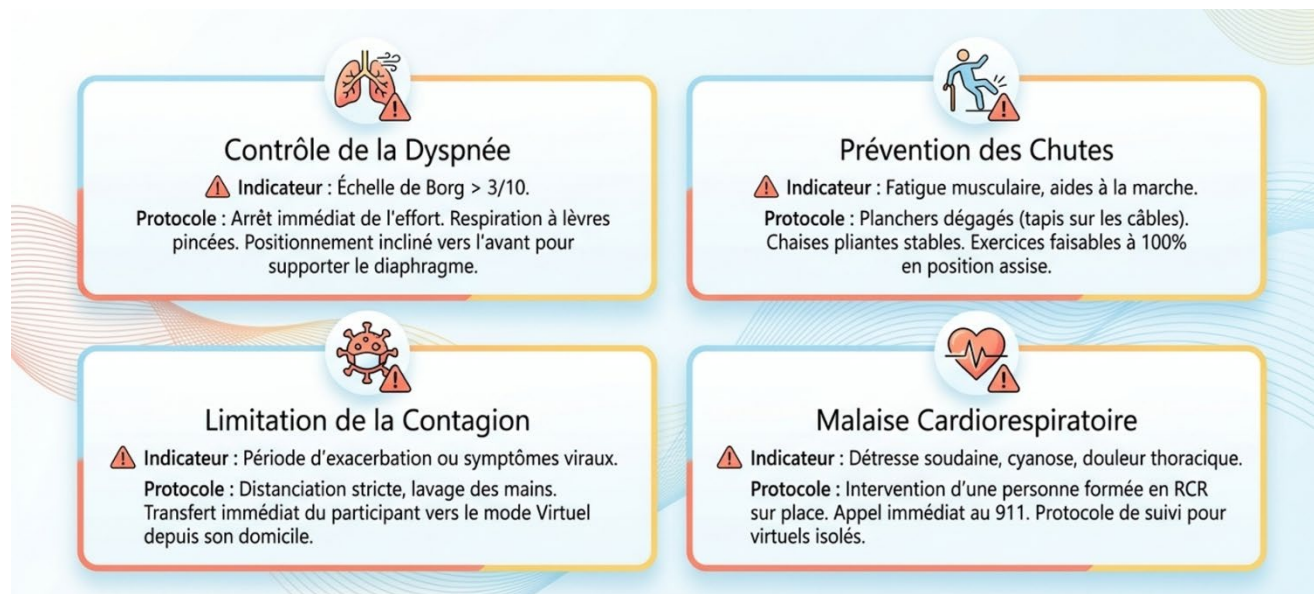 Contrôle de la Dyspnée
Indicateur : Échelle de Borg > 3/10.
Protocole : Arrêt immédiat de l'effort. Respiration à lèvres
pincées. Positionnement incliné vers l'avant pour
supporter le diaphragme.
Prévention des Chutes
Indicateur : Fatigue musculaire, aides à la marche.
Protocole : Planchers dégagés (tapis sur les câbles).
Chaises pliantes stables. Exercices faisables à 100%
en position assise.
Limitation de la Contagion
Indicateur : Période d'exacerbation ou symptômes viraux.
Protocole : Distanciation stricte, lavage des mains.
Transfert immédiat du participant vers le mode Virtuel
depuis son domicile.
Malaise Cardiorespiratoire
Indicateur : Détresse soudaine, cyanose, douleur thoracique.
Protocole : Intervention d'une personne formée en RCR
sur place. Appel immédiat au 911. Protocole de suivi pour
virtuels isolés.